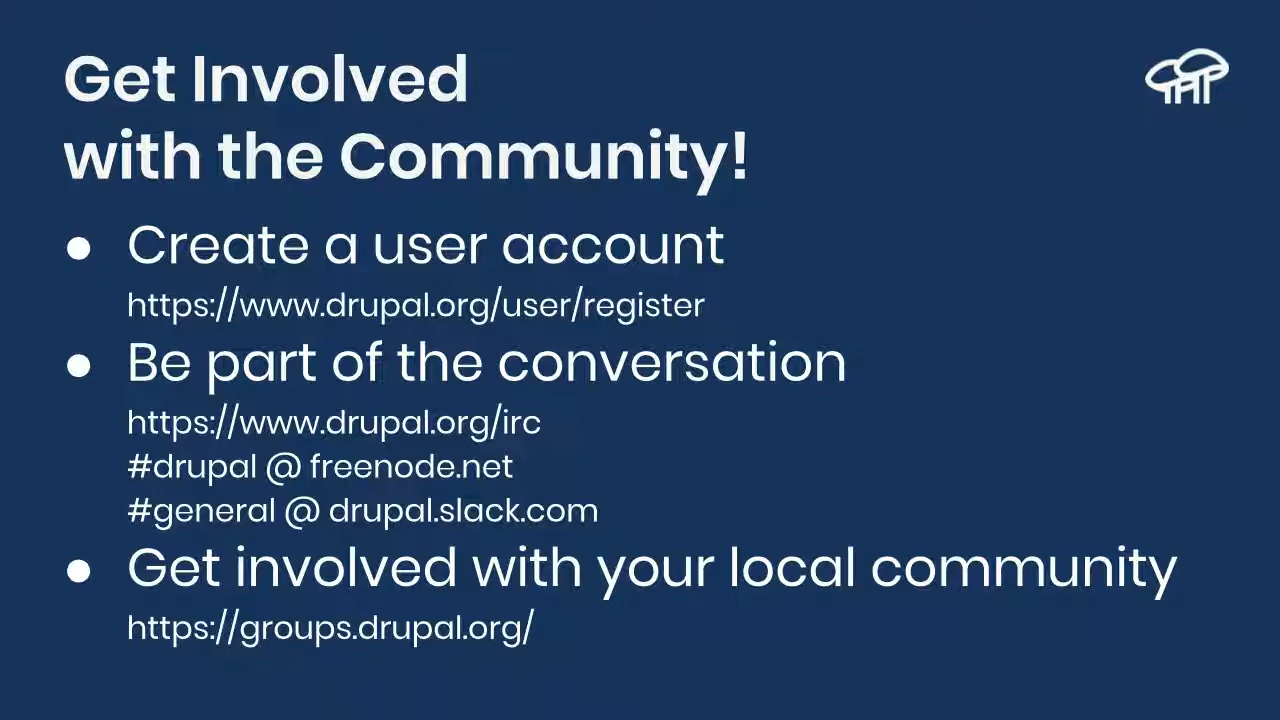 Get Involved
with the Community!
● Create a user account
https://www.drupal.org/user/register
● Be part of the conversation
https://www.drupal.org/irc
#drupal @ freenode.net
#general @ drupal.slack.com
● Get involved with your local community
https://groups.drupal.org/